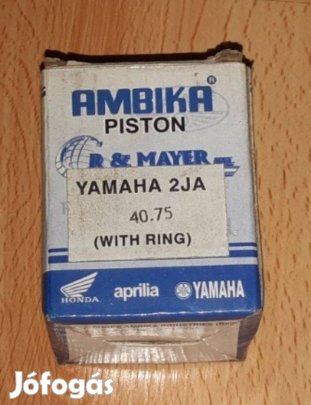 AMBIKA®
PISTON
R & MAYER
YAMAHA 2JA
40.75
(WITH RING)
HONDA aprilia YAMAHA
Jófogás